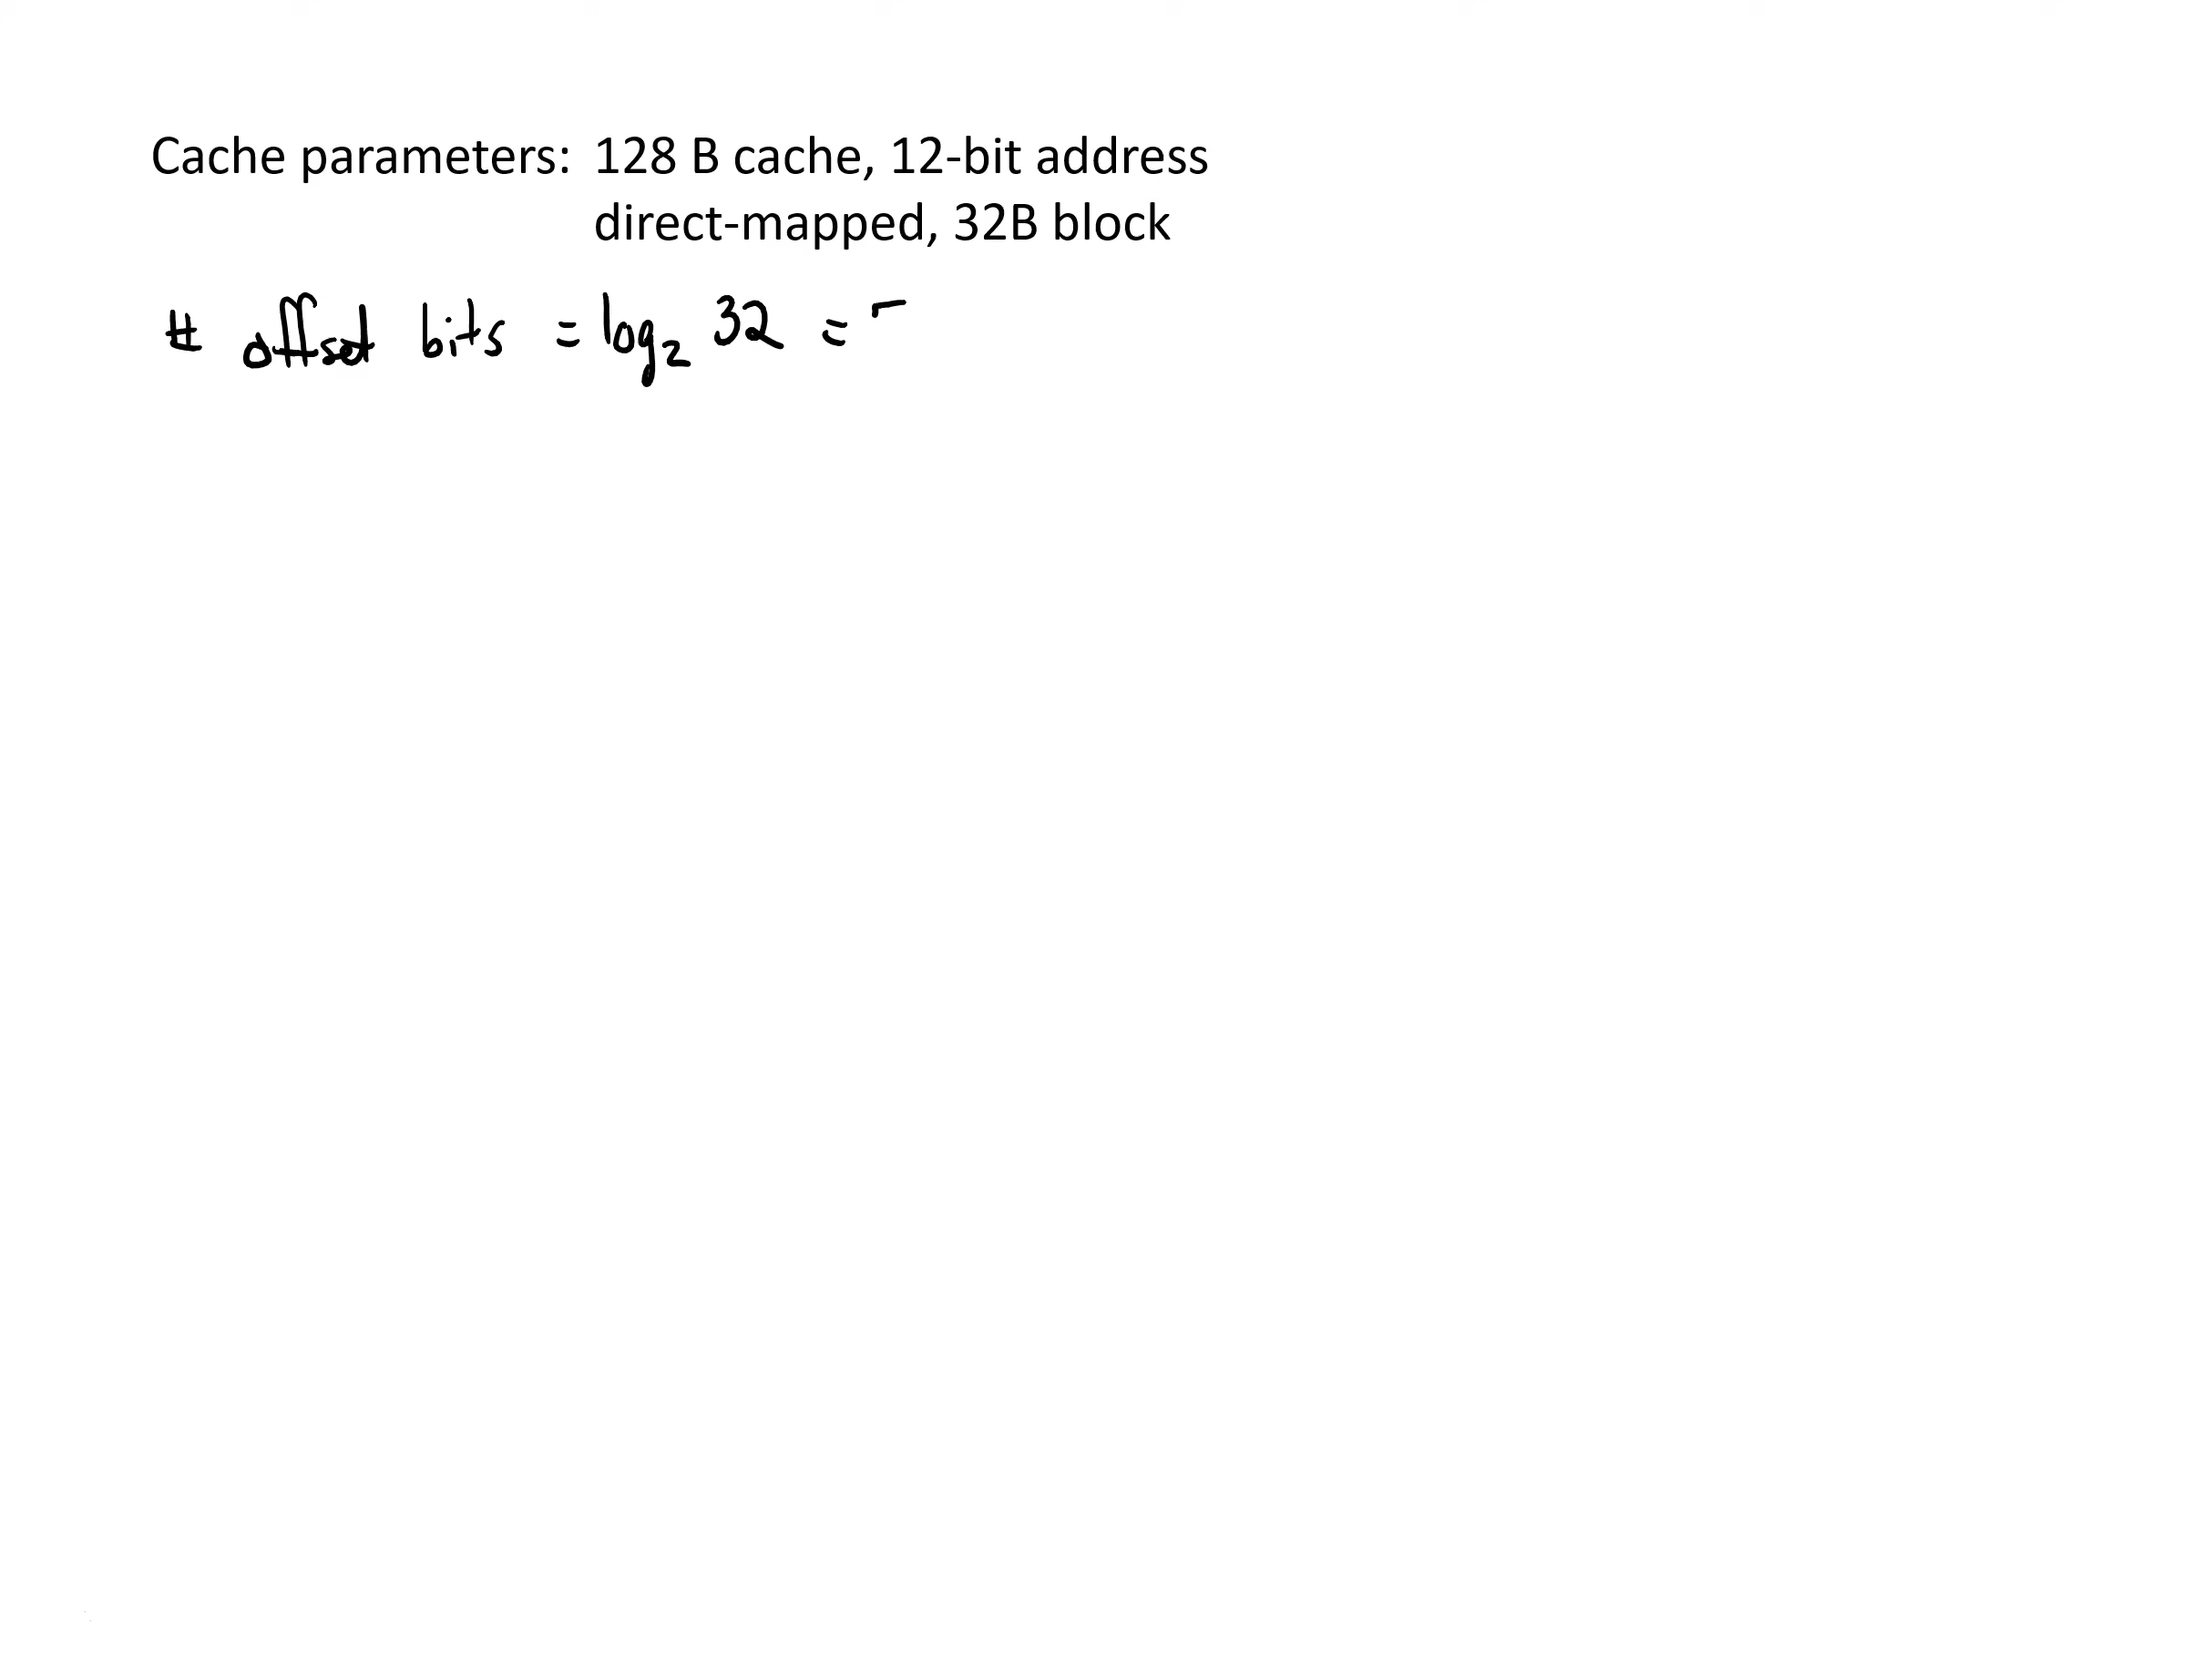 Cache parameters: 128 B cache, 12-bit address
direct-mapped, 32B block
# offset bits = log₂ 32 =